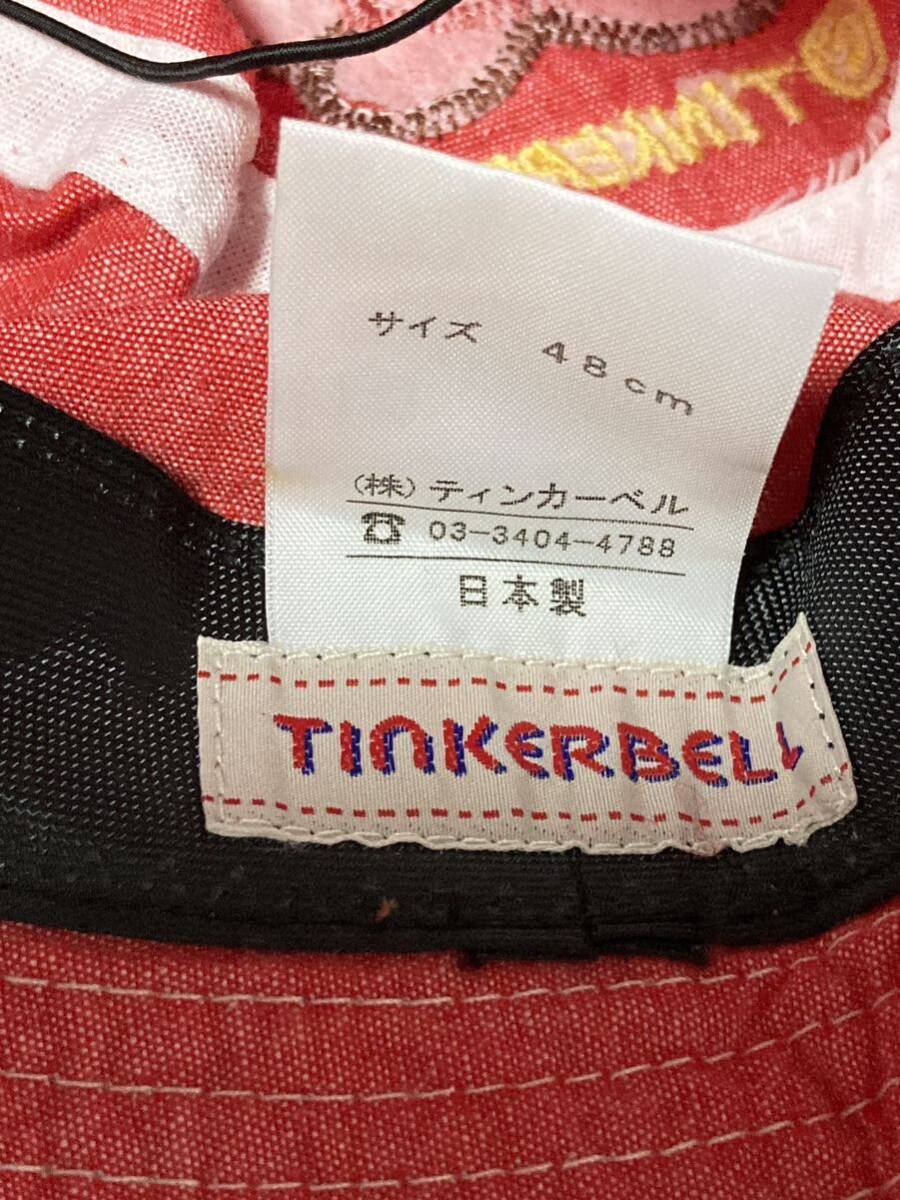 TINKE
サイズ 48cm
(株)ティンカーベル
☎ 03-3404-4788
日本製
TINKERBELL